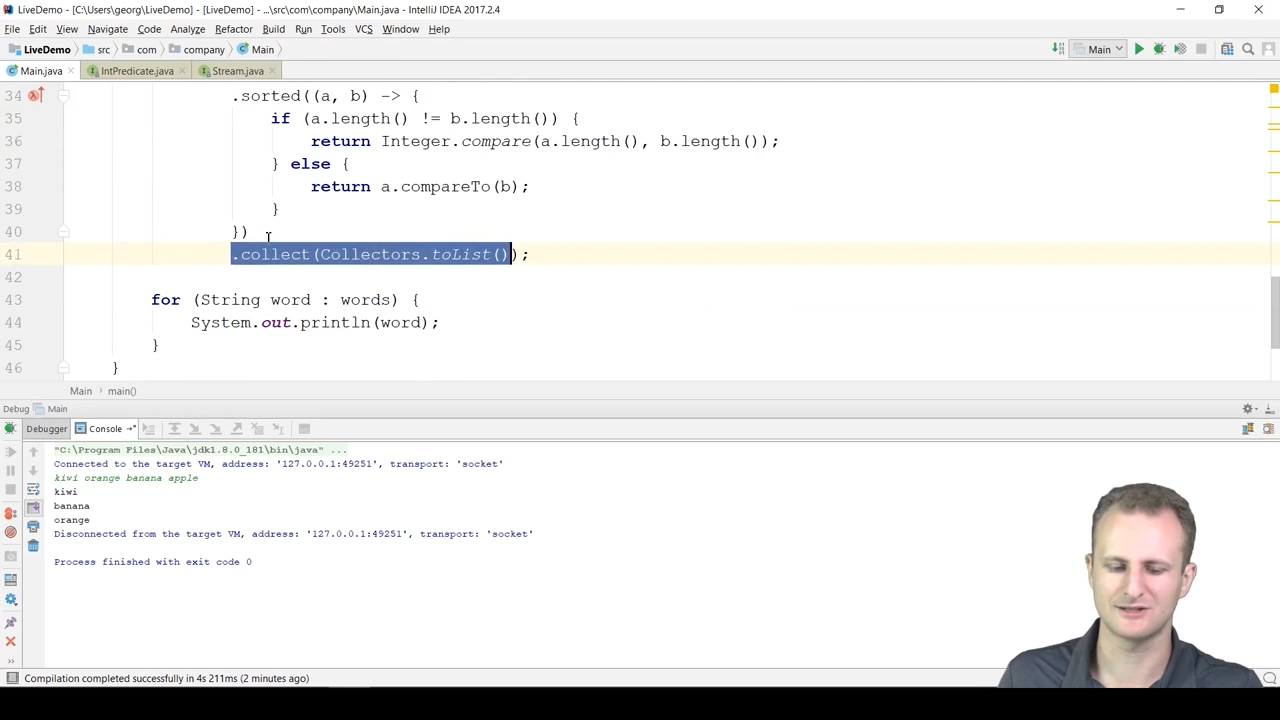 LiveDemo - [C:\Users\georg\LiveDemo] - [LiveDemo] - ...\src\com\company\Main.java - IntelliJ IDEA 2017.2.4
File Edit View Navigate Code Analyze Refactor Build Run Tools VCS Window Help
LiveDemo src com company Main Main
Main.java IntPredicate.java Stream.java
34 .sorted((a, b) -> {
35 if (a.length() != b.length()) {
36 return Integer.compare(a.length(), b.length());
37 } else {
38 return a.compareTo(b);
39 }
40 })
41 .collect(Collectors.toList());
42
43 for (String word : words) {
44 System.out.println(word);
45 }
46 }
Main › main()
Debug Main
Debugger Console
"C:\Program Files\Java\jdk1.8.0_181\bin\java" ...
Connected to the target VM, address: '127.0.0.1:49251', transport: 'socket'
kiwi orange banana apple
kiwi
banana
orange
Disconnected from the target VM, address: '127.0.0.1:49251', transport: 'socket'
Process finished with exit code 0
Compilation completed successfully in 4s 211ms (2 minutes ago)